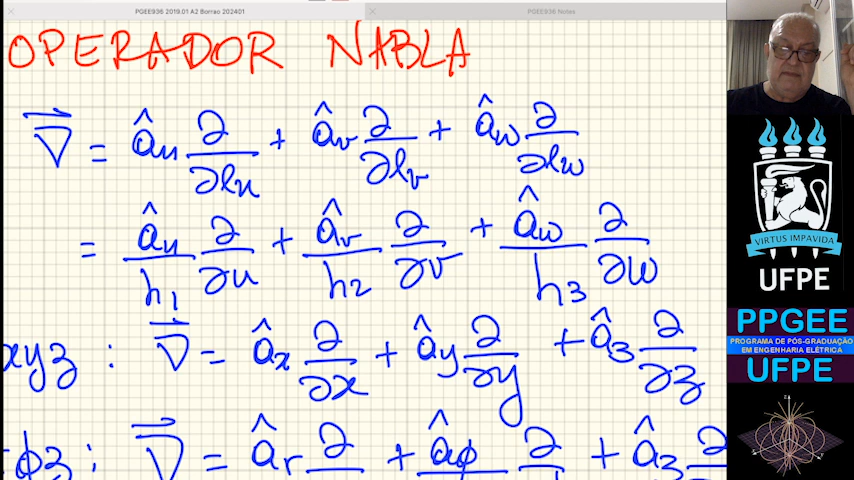 PGEE936 2019.01 A2 Borrao 202401
PGEE936 Notes
OPERADOR NABLA
∇⃗ = âu ∂/∂lu + âv ∂/∂lv + âw ∂/∂lw
= âu/h1 ∂/∂u + âv/h2 ∂/∂v + âw/h3 ∂/∂w
xyz : ∇⃗ = âx ∂/∂x + ây ∂/∂y + âz ∂/∂z
ϕz : ∇⃗ = âr ∂ + âϕ ∂ + âz ∂
VIRTUS IMPAVIDA
UFPE
PPGEE
PROGRAMA DE PÓS-GRADUAÇÃO
EM ENGENHARIA ELÉTRICA
UFPE